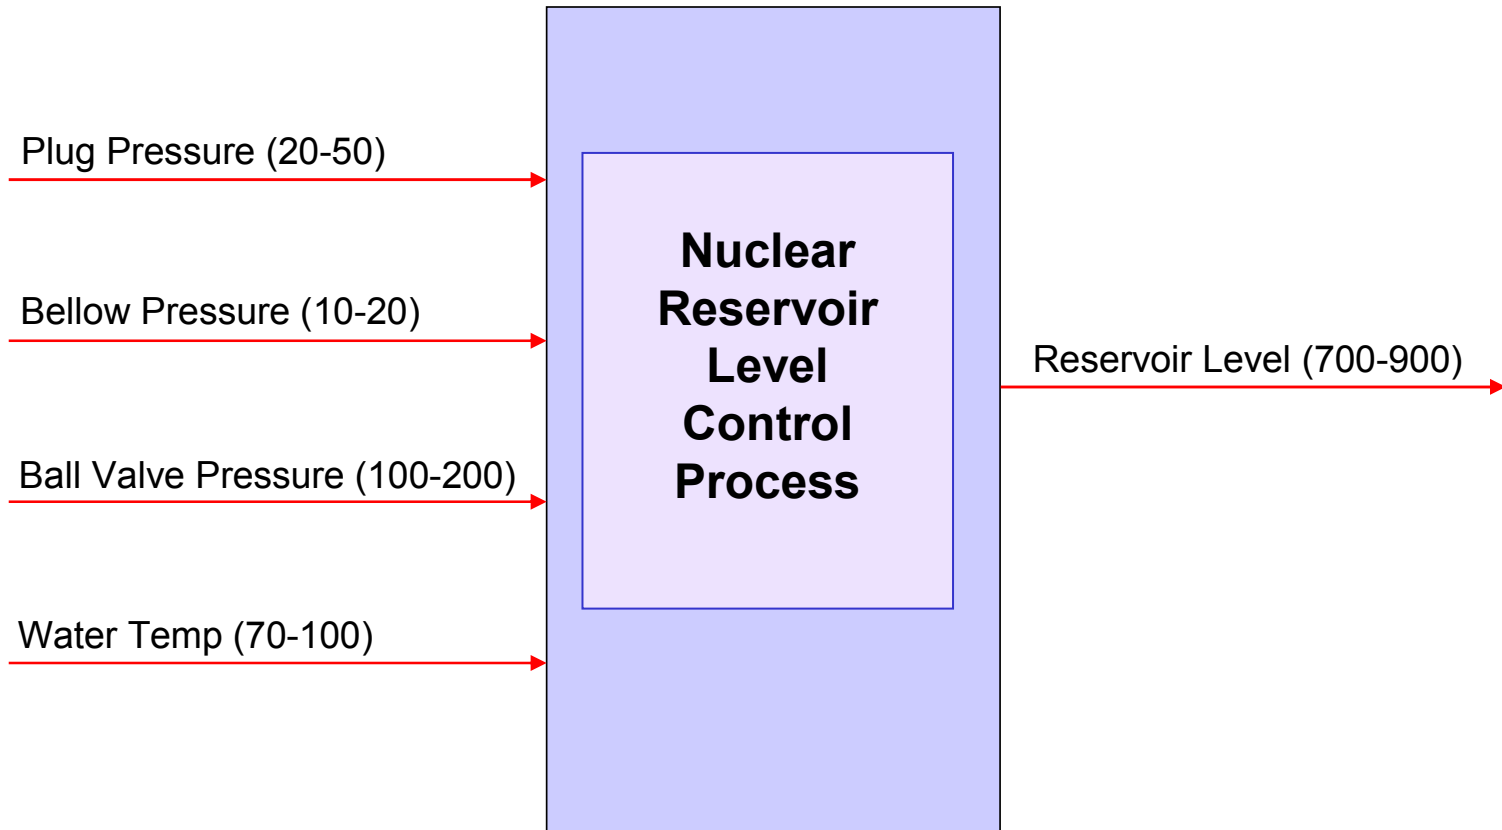 Plug Pressure (20-50)
Bellow Pressure (10-20)
Ball Valve Pressure (100-200)
Water Temp (70-100)
Nuclear
Reservoir
Level
Control
Process
Reservoir Level (700-900)